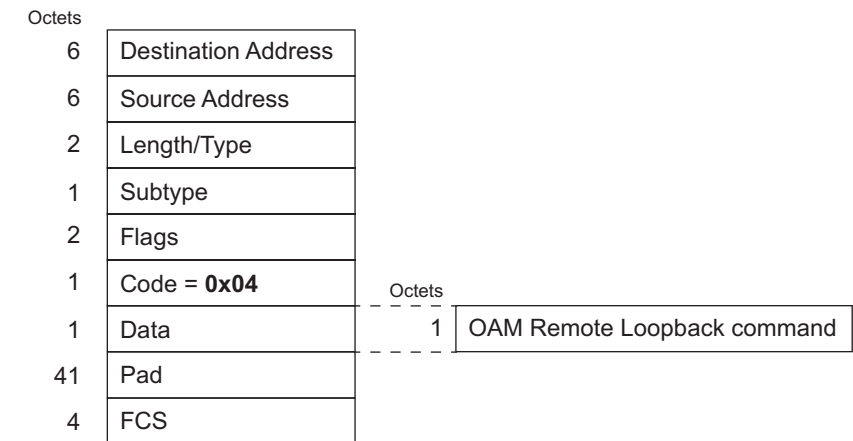 Octets
6 Destination Address
6 Source Address
2 Length/Type
1 Subtype
2 Flags
1 Code = 0x04
Octets
1 Data
1 OAM Remote Loopback command
41 Pad
4 FCS